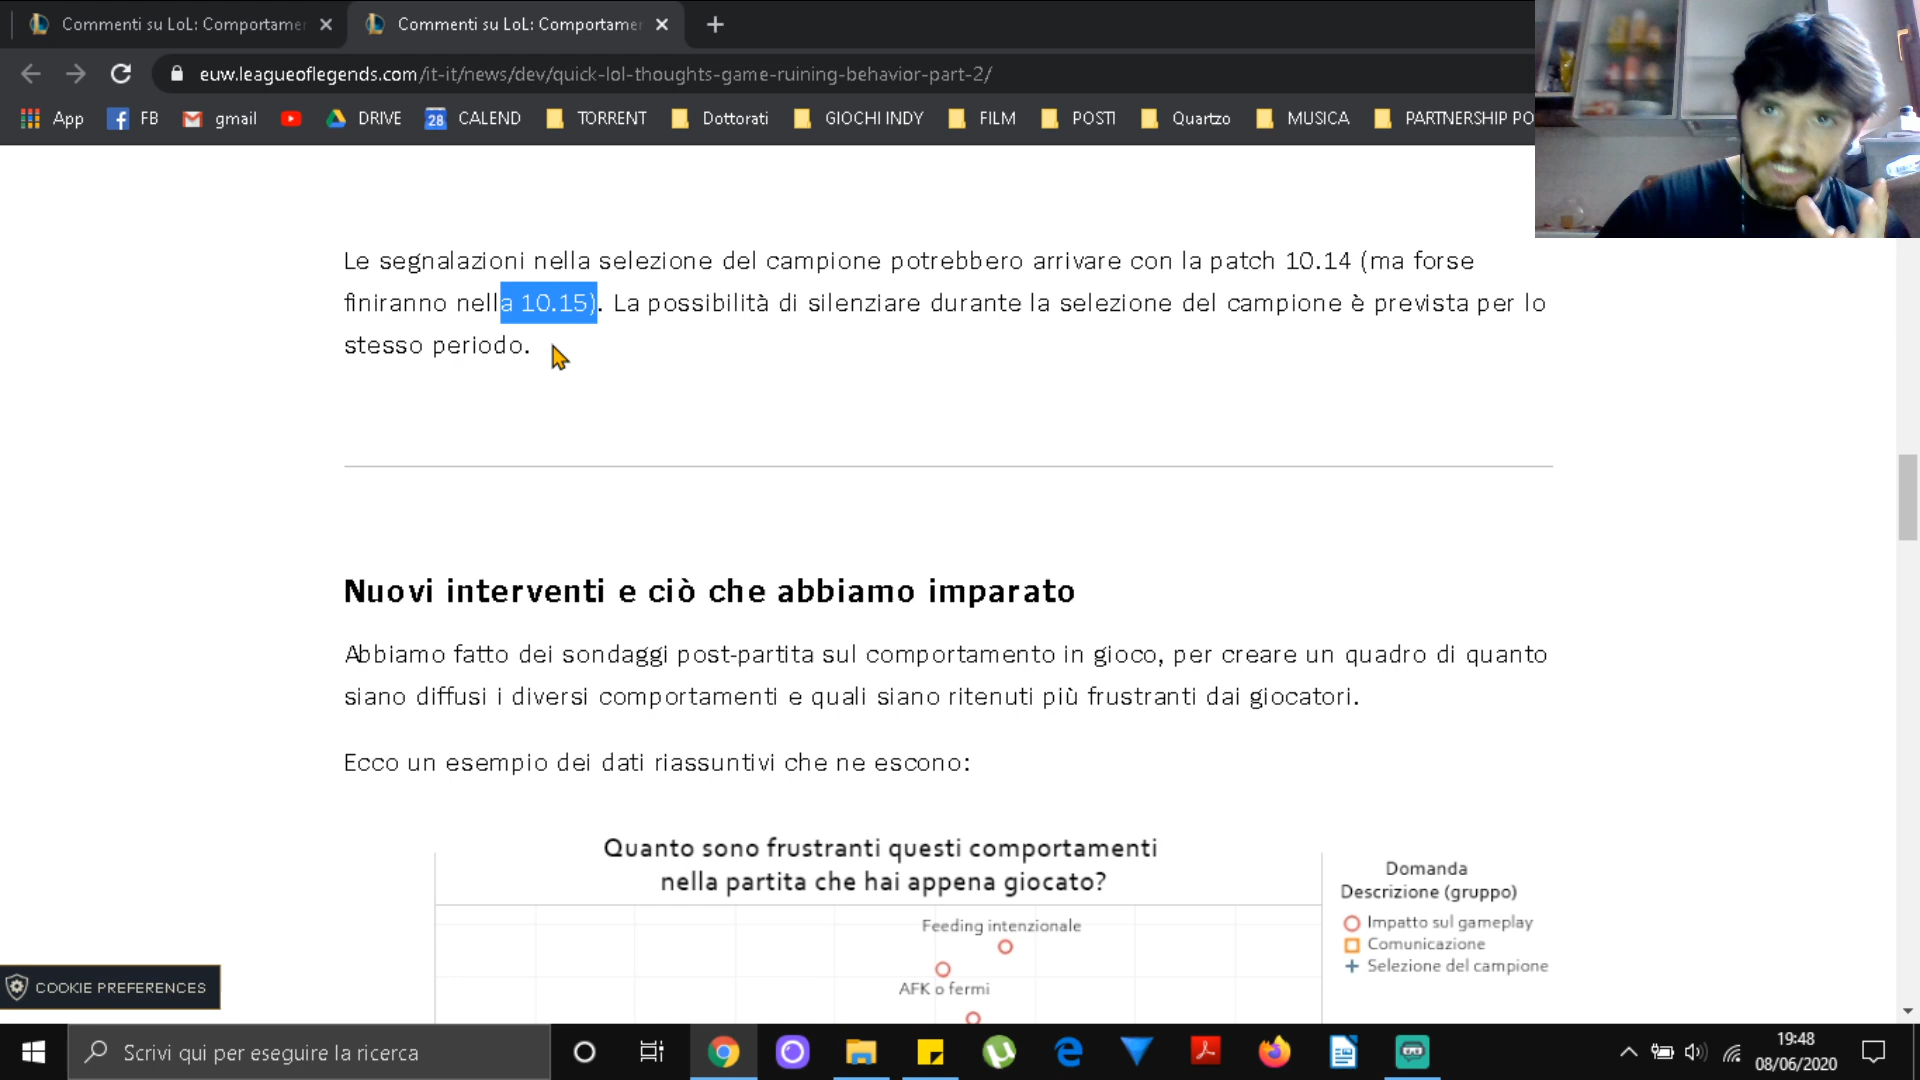 Commenti su LoL: Comportamen
Commenti su LoL: Comportamen
euw.leagueoflegends.com/it-it/news/dev/quick-lol-thoughts-game-ruining-behavior-part-2/
App FB gmail DRIVE 28 CALEND TORRENT Dottorati GIOCHI INDY FILM POSTI Quartzo MUSICA PARTNERSHIP PO
Le segnalazioni nella selezione del campione potrebbero arrivare con la patch 10.14 (ma forse
finiranno nella 10.15). La possibilità di silenziare durante la selezione del campione è prevista per lo
stesso periodo.
Nuovi interventi e ciò che abbiamo imparato
Abbiamo fatto dei sondaggi post-partita sul comportamento in gioco, per creare un quadro di quanto
siano diffusi i diversi comportamenti e quali siano ritenuti più frustranti dai giocatori.
Ecco un esempio dei dati riassuntivi che ne escono:
Quanto sono frustranti questi comportamenti
nella partita che hai appena giocato?
Feeding intenzionale
AFK o fermi
Domanda
Descrizione (gruppo)
Impatto sul gameplay
Comunicazione
Selezione del campione
COOKIE PREFERENCES
Scrivi qui per eseguire la ricerca
19:48
08/06/2020